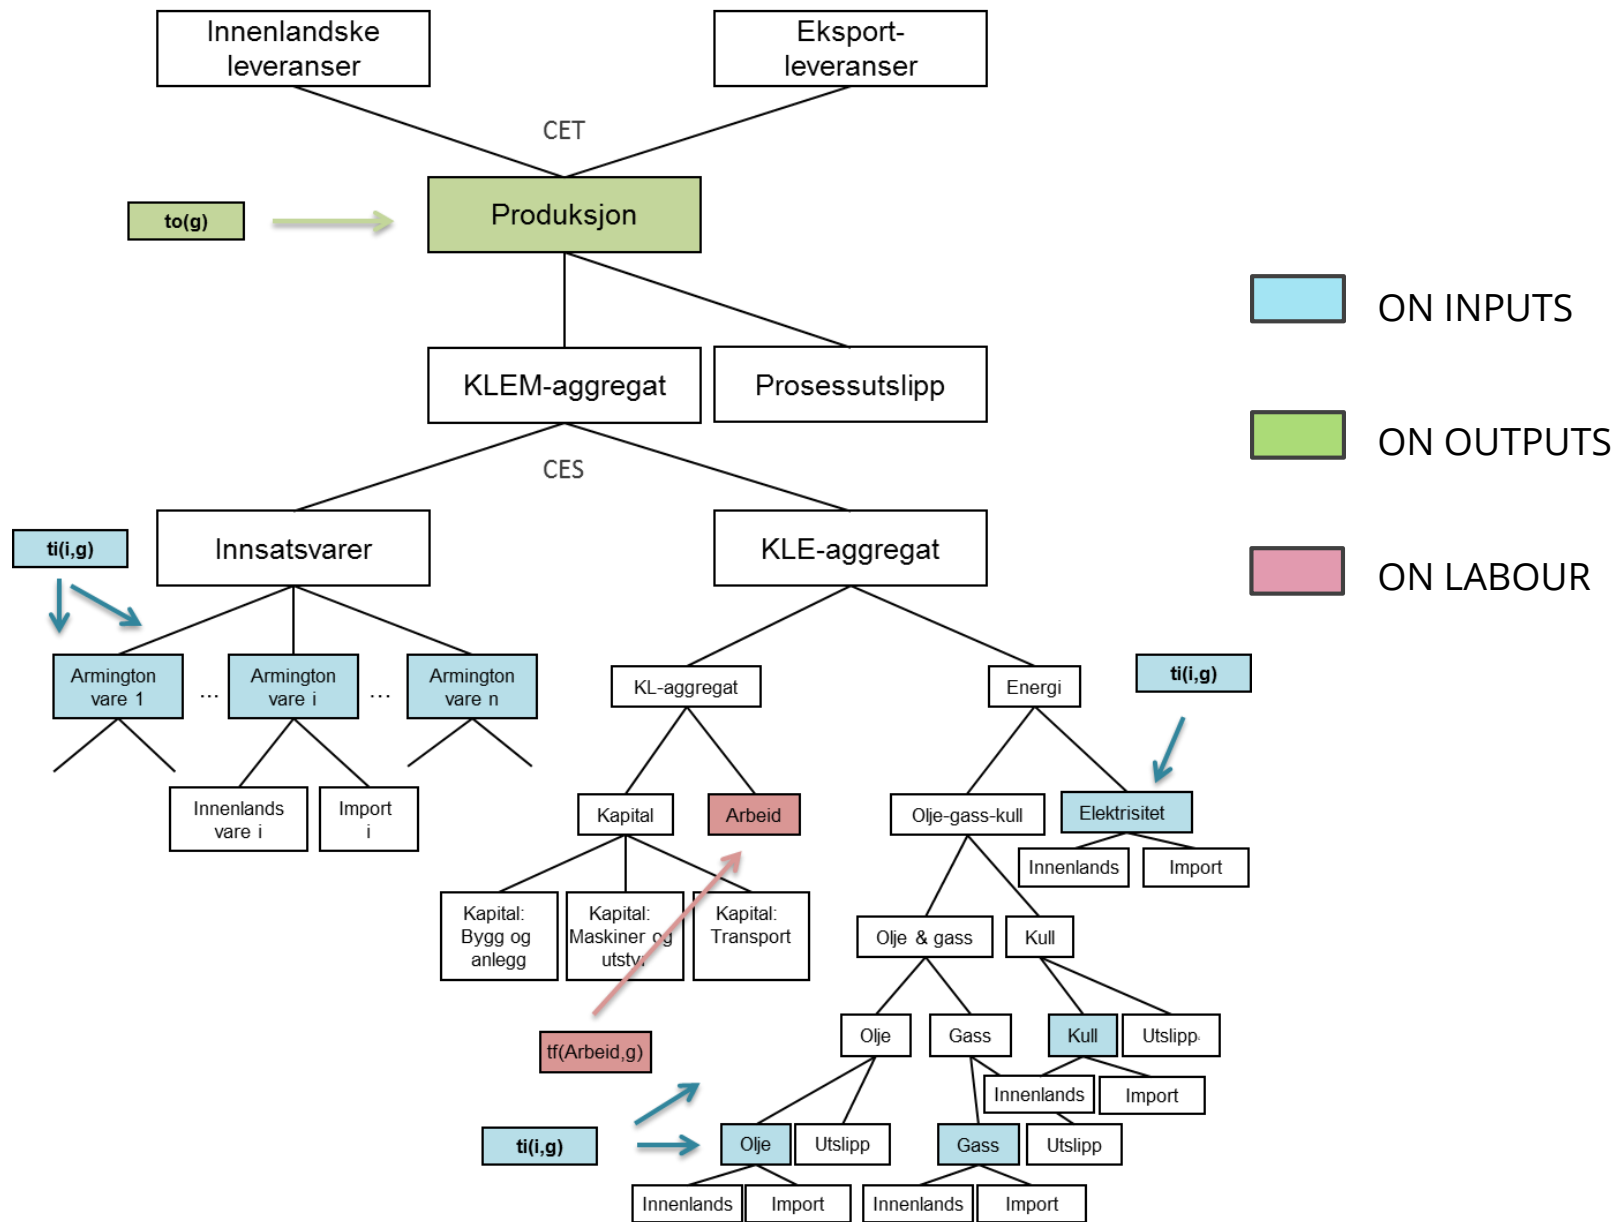 Innenlandske
leveranser
Eksport-
leveranser
CET
to(g)
Produksjon
ON INPUTS
KLEM-aggregat
Prosessutslipp
ON OUTPUTS
CES
ti(i,g)
Innsatsvarer
KLE-aggregat
ON LABOUR
Armington
vare 1
...
Armington
vare i
...
Armington
vare n
KL-aggregat
Energi
ti(i,g)
Innenlands
vare i
Import
i
Kapital
Arbeid
Olje-gass-kull
Elektrisitet
Innenlands
Import
Kapital:
Bygg og
anlegg
Kapital:
Maskiner og
utstyr
Kapital:
Transport
Olje & gass
Kull
tf(Arbeid,g)
Olje
Gass
Kull
Utslipp
Innenlands
Import
ti(i,g)
Olje
Utslipp
Gass
Utslipp
Innenlands
Import
Innenlands
Import